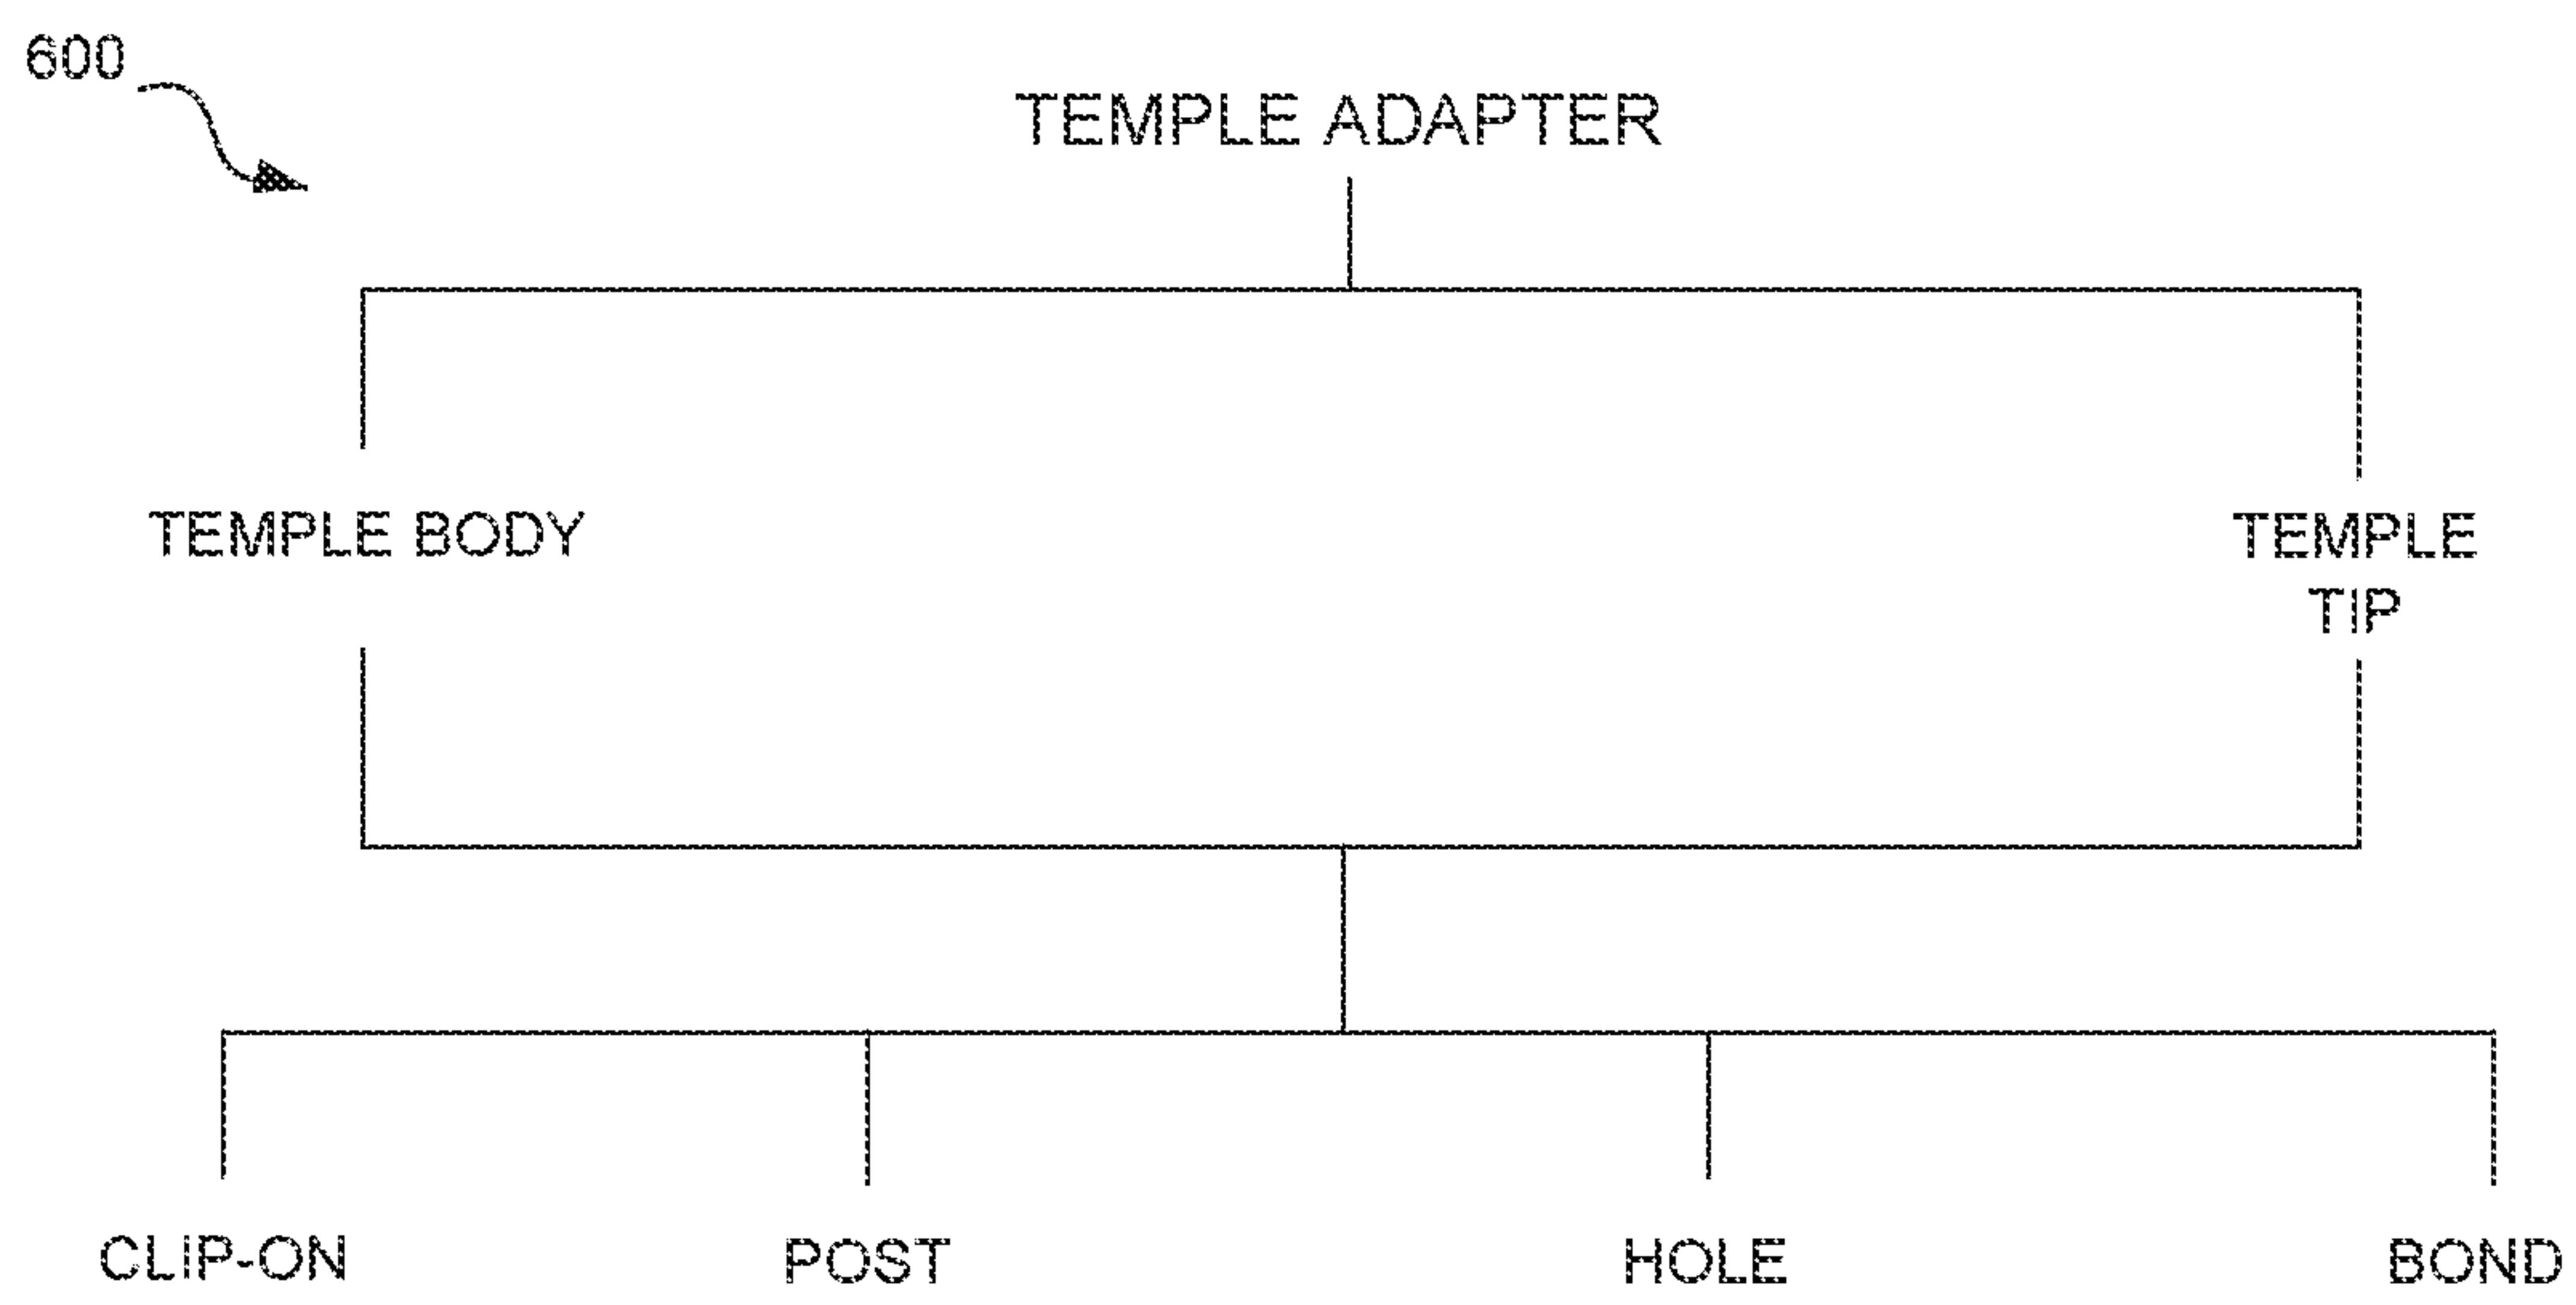 600
TEMPLE ADAPTER
TEMPLE BODY
TEMPLE
TIP
CLIP-ON
POST
HOLE
BOND